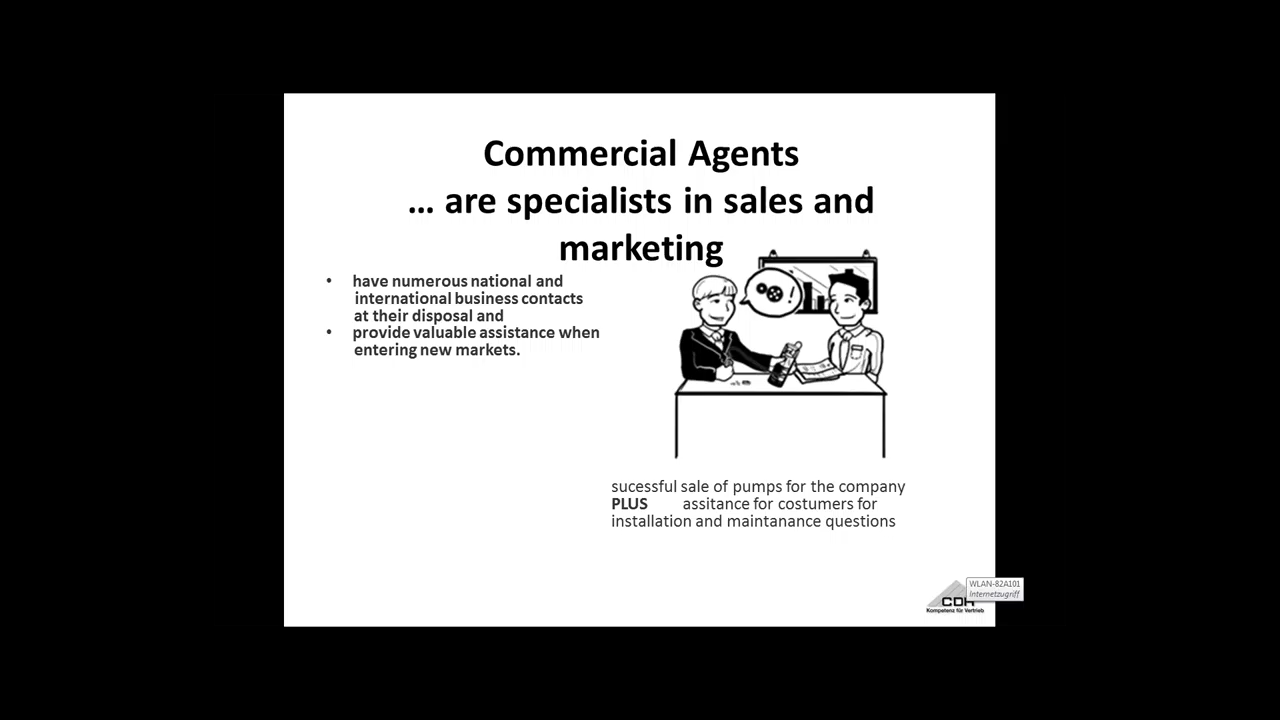 Commercial Agents
... are specialists in sales and
marketing
• have numerous national and
international business contacts
at their disposal and
• provide valuable assistance when
entering new markets.
!
sucessful sale of pumps for the company
PLUS assitance for costumers for
installation and maintanance questions
WLAN-82A101
Internetzugriff
CDH
Kompetenz für Vertrieb